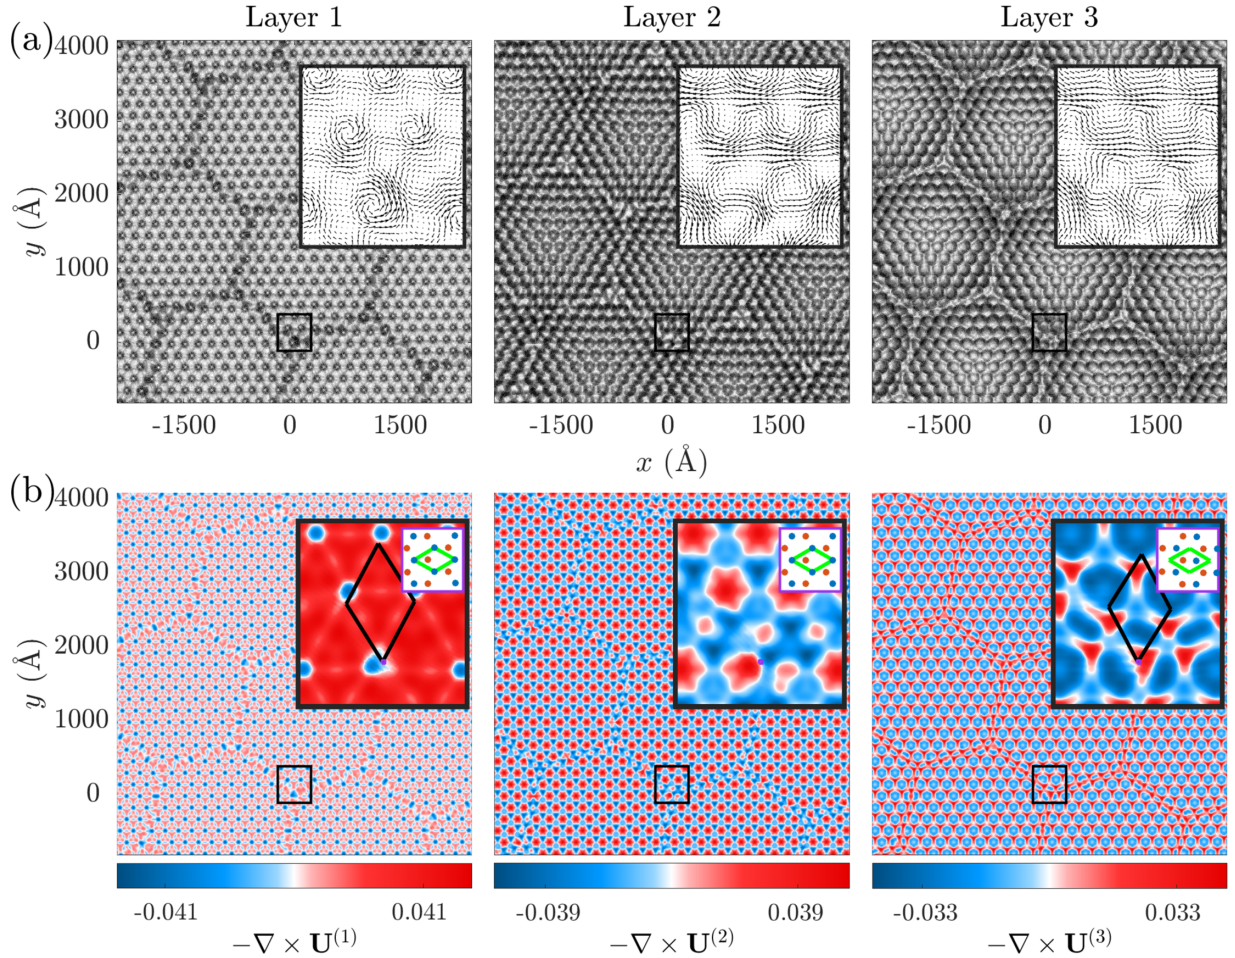 Layer 1 Layer 2 Layer 3
(a)
4000
3000
2000
1000
0
y (Å)
-1500 0 1500 -1500 0 1500 -1500 0 1500
x (Å)
(b)
4000
3000
2000
1000
0
y (Å)
-0.041 0.041 -0.039 0.039 -0.033 0.033
−∇ × U⁽¹⁾ −∇ × U⁽²⁾ −∇ × U⁽³⁾